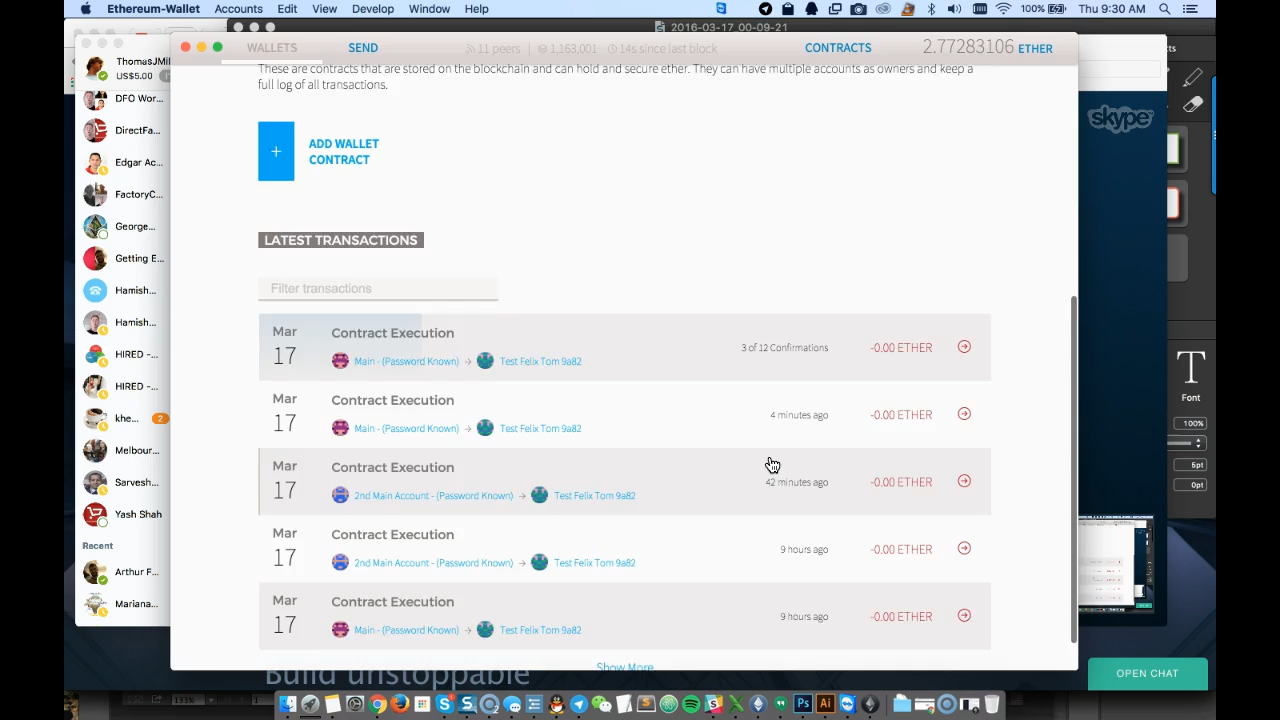 Ethereum-Wallet Accounts Edit View Develop Window Help 100% Thu 9:30 AM
2016-03-17_00-09-21
WALLETS SEND 11 peers 1,163,001 14s since last block CONTRACTS 2.77283106 ETHER
ThomasJMil
US$5.00
These are contracts that are stored on the blockchain and can hold and secure ether. They can have multiple accounts as owners and keep a
full log of all transactions.
DFO Wor...
DirectFa...
Edgar Ac...
FactoryC...
George...
Getting E...
Hamish...
Hamish...
HIRED -...
HIRED -...
khe... 2
Melbour...
Sarvesh...
Yash Shah
Recent
Arthur F...
Mariana...
+ ADD WALLET
CONTRACT
LATEST TRANSACTIONS
Filter transactions
Mar
17
Contract Execution
Main - (Password Known) → Test Felix Tom 9a82
3 of 12 Confirmations
-0.00 ETHER
Mar
17
Contract Execution
Main - (Password Known) → Test Felix Tom 9a82
4 minutes ago
-0.00 ETHER
Mar
17
Contract Execution
2nd Main Account - (Password Known) → Test Felix Tom 9a82
42 minutes ago
-0.00 ETHER
Mar
17
Contract Execution
2nd Main Account - (Password Known) → Test Felix Tom 9a82
9 hours ago
-0.00 ETHER
Mar
17
Contract Execution
Main - (Password Known) → Test Felix Tom 9a82
9 hours ago
-0.00 ETHER
Show More
skype
T
Font
100%
5pt
0pt
Build unstoppable
OPEN CHAT
133%